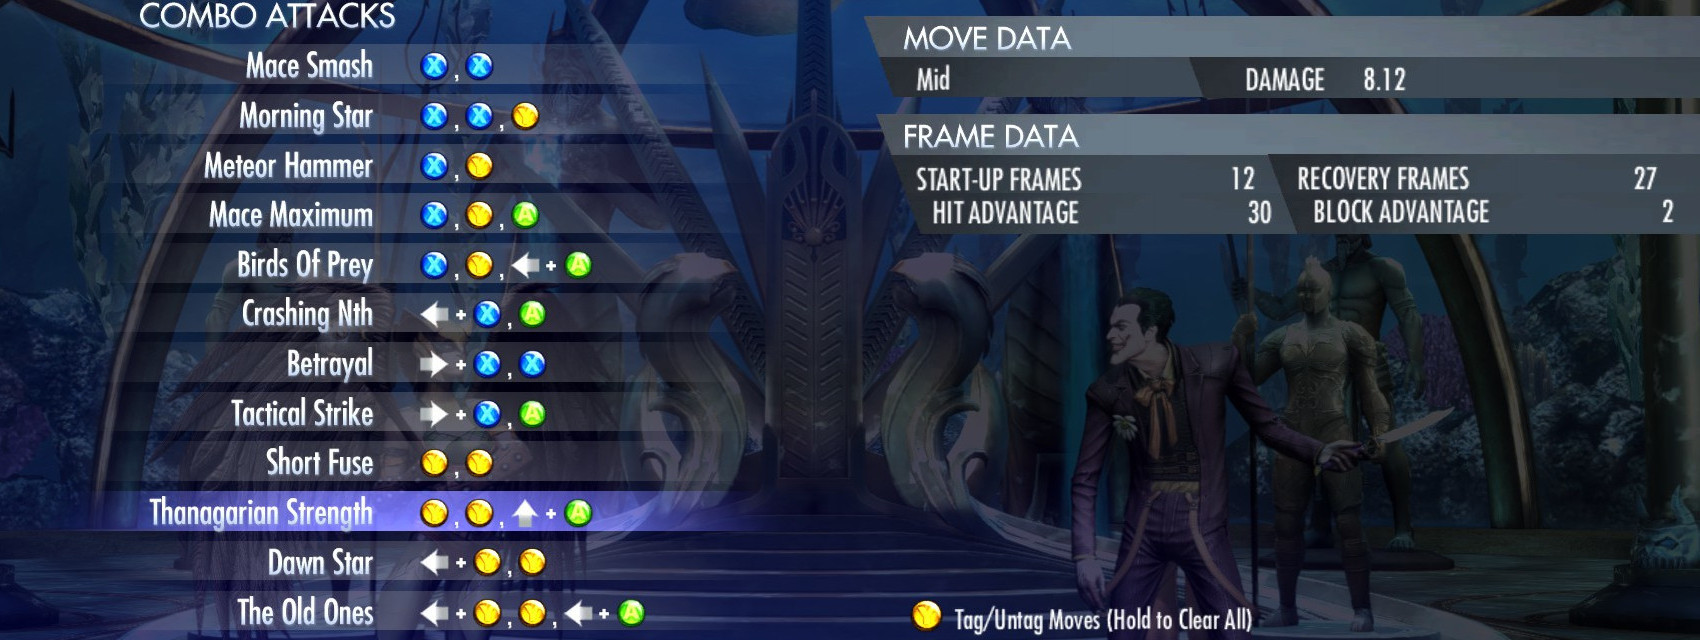 COMBO ATTACKS
Mace Smash X, X
Morning Star X, X, Y
Meteor Hammer X, Y
Mace Maximum X, Y, A
Birds Of Prey X, Y, + A
Crashing Nth + X, A
Betrayal + X, X
Tactical Strike + X, A
Short Fuse Y, Y
Thanagarian Strength Y, Y, + A
Dawn Star + Y, Y
The Old Ones + Y, Y, + A
MOVE DATA
Mid DAMAGE 8.12
FRAME DATA
START-UP FRAMES 12 RECOVERY FRAMES 27
HIT ADVANTAGE 30 BLOCK ADVANTAGE 2
Y Tag/Untag Moves (Hold to Clear All)